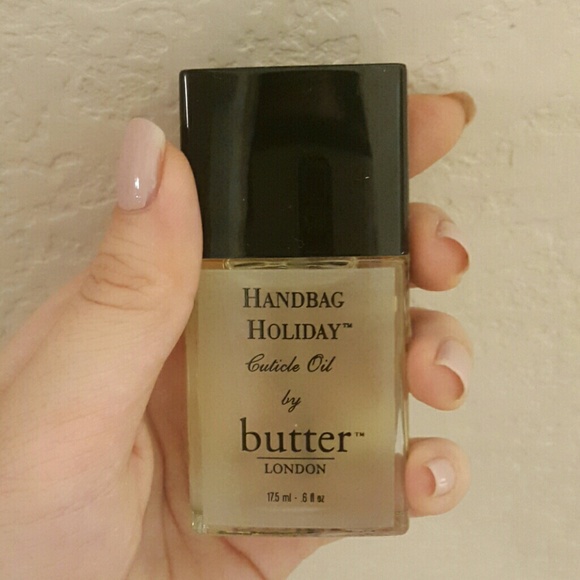 HANDBAG
HOLIDAY™
Cuticle Oil
by
butter™
LONDON
17.5 ml - .6 fl oz